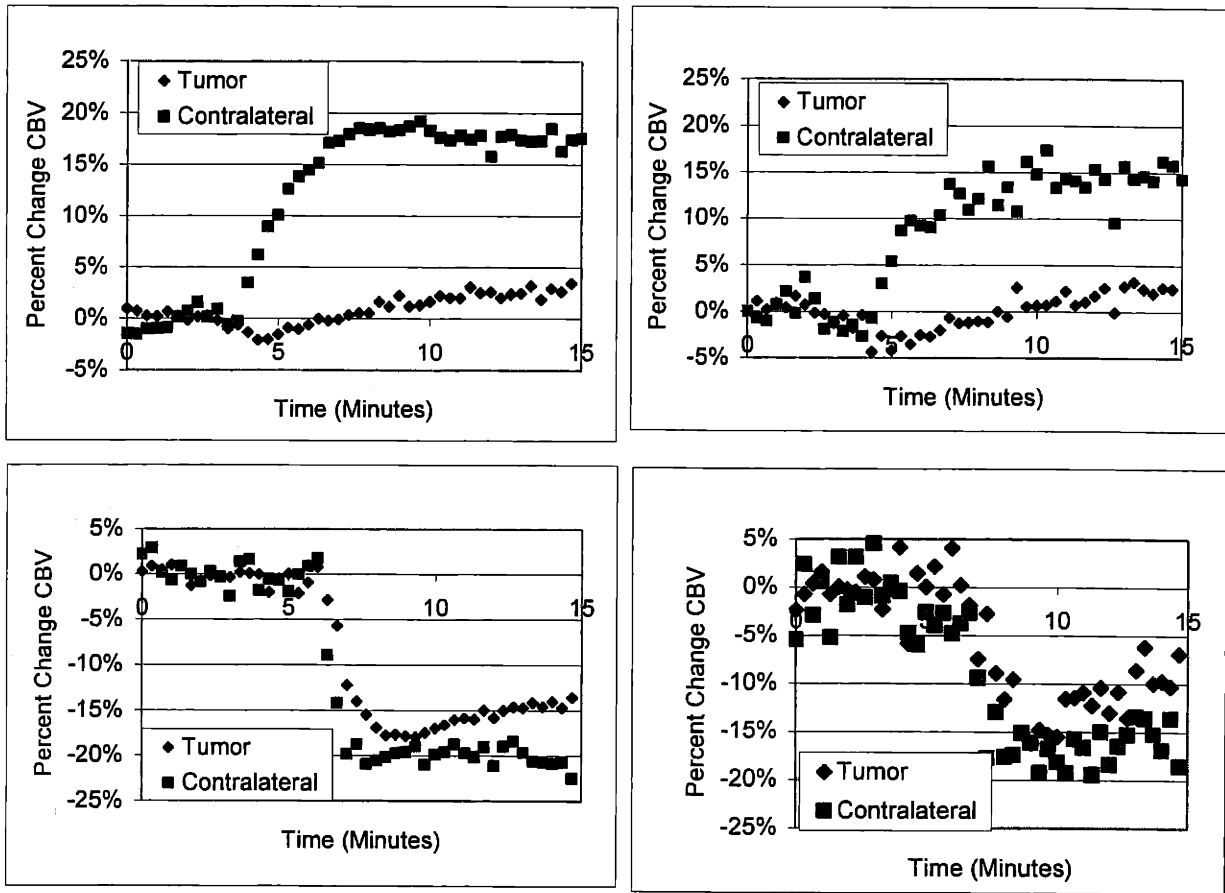 25%
20%
15%
10%
5%
0%
-5%
Percent Change CBV
Tumor
Contralateral
0
5
10
15
Time (Minutes)
25%
20%
15%
10%
5%
0%
-5%
Percent Change CBV
Tumor
Contralateral
0
5
10
15
Time (Minutes)
5%
0%
-5%
-10%
-15%
-20%
-25%
Percent Change CBV
0
5
10
15
Tumor
Contralateral
Time (Minutes)
5%
0%
-5%
-10%
-15%
-20%
-25%
Percent Change CBV
0
10
15
Tumor
Contralateral
Time (Minutes)